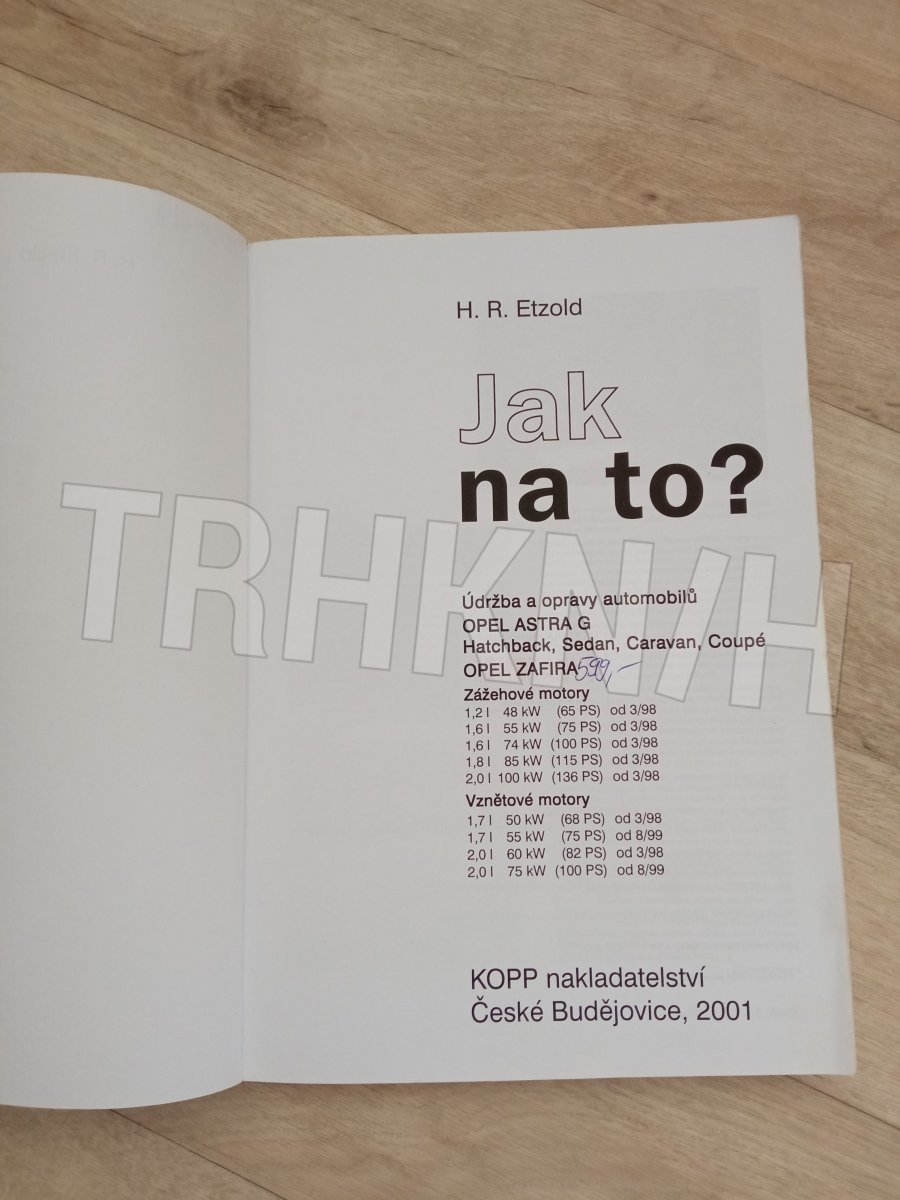 H. R. Etzold
Jak
na to?
TRHKNIH
Údržba a opravy automobilů
OPEL ASTRA G
Hatchback, Sedan, Caravan, Coupé
OPEL ZAFIRA 599,-
Zážehové motory
1,2 l 48 kW (65 PS) od 3/98
1,6 l 55 kW (75 PS) od 3/98
1,6 l 74 kW (100 PS) od 3/98
1,8 l 85 kW (115 PS) od 3/98
2,0 l 100 kW (136 PS) od 3/98
Vznětové motory
1,7 l 50 kW (68 PS) od 3/98
1,7 l 55 kW (75 PS) od 8/99
2,0 l 60 kW (82 PS) od 3/98
2,0 l 75 kW (100 PS) od 8/99
KOPP nakladatelství
České Budějovice, 2001